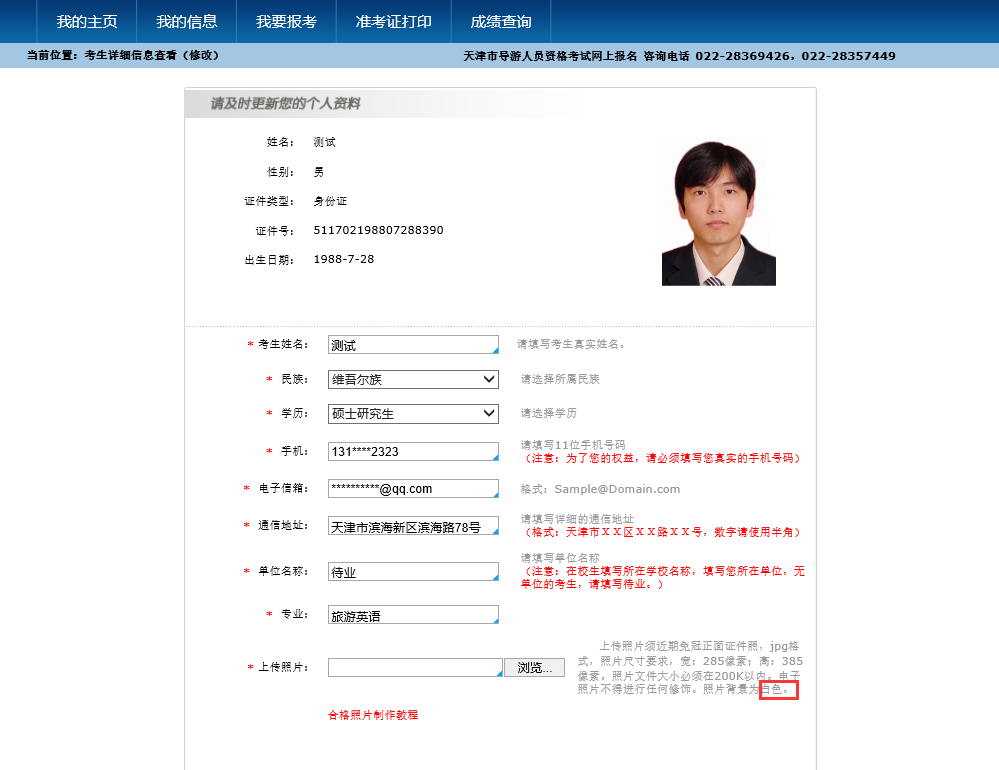 我的主页 我的信息 我要报考 准考证打印 成绩查询
当前位置：考生详细信息查看（修改） 天津市导游人员资格考试网上报名 咨询电话 022-28369426，022-28357449
请及时更新您的个人资料
姓名： 测试
性别： 男
证件类型： 身份证
证件号： 511702198807288390
出生日期： 1988-7-28
* 考生姓名： 测试 请填写考生真实姓名。
* 民族： 维吾尔族 请选择所属民族
* 学历： 硕士研究生 请选择学历
* 手机： 131****2323 请填写11位手机号码
（注意：为了您的权益，请必须填写您真实的手机号码）
* 电子信箱： **********@qq.com 格式：Sample@Domain.com
* 通信地址： 天津市滨海新区滨海路78号 请填写详细的通信地址
（格式：天津市ＸＸ区ＸＸ路ＸＸ号，数字请使用半角）
* 单位名称： 待业 请填写单位名称
（注意：在校生填写所在学校名称，填写您所在单位，无
单位的考生，请填写待业。）
* 专业： 旅游英语
* 上传照片： 浏览... 上传照片须近期免冠正面证件照，jpg格
式，照片尺寸要求，宽：285像素；高：385
像素。照片文件大小必须在200K以内。电子
照片不得进行任何修饰。照片背景为白色。
合格照片制作教程